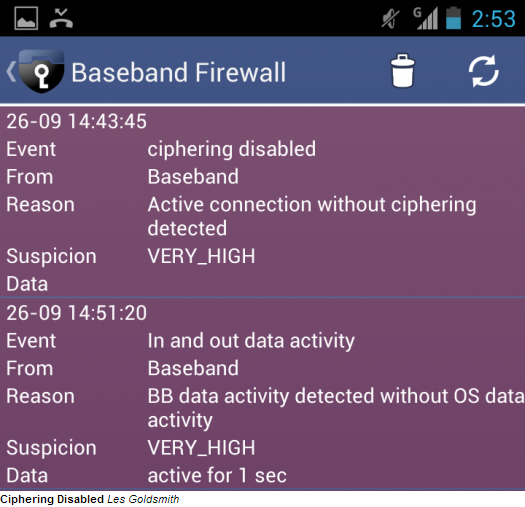 G 2:53
Baseband Firewall
26-09 14:43:45
Event ciphering disabled
From Baseband
Reason Active connection without ciphering
detected
Suspicion VERY_HIGH
Data
26-09 14:51:20
Event In and out data activity
From Baseband
Reason BB data activity detected without OS data
activity
Suspicion VERY_HIGH
Data active for 1 sec
Ciphering Disabled Les Goldsmith